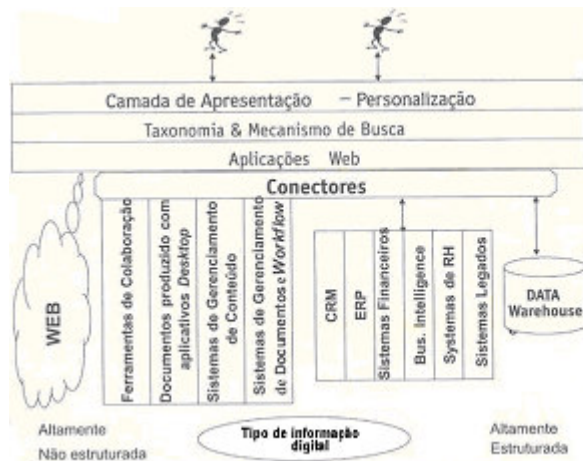 Camada de Apresentação – Personalização
Taxonomia & Mecanismo de Busca
Aplicações Web
Conectores
WEB
Ferramentas de Colaboração
Documentos produzido com
aplicativos Desktop
Sistemas de Gerenciamento
de Conteúdo
Sistemas de Gerenciamento
de Documentos e Workflow
CRM
ERP
Sistemas Financeiros
Bus. Intelligence
Systemas de RH
Sistemas Legados
DATA
Warehouse
Altamente
Não estruturada
Tipo de informação
digital
Altamente
Estruturada